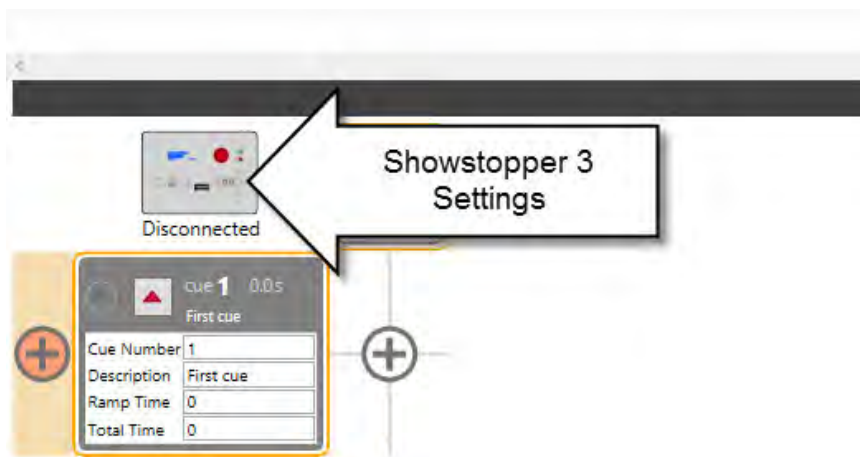 Showstopper 3
Settings
Disconnected
cue 1 0.0s
First cue
Cue Number 1
Description First cue
Ramp Time 0
Total Time 0